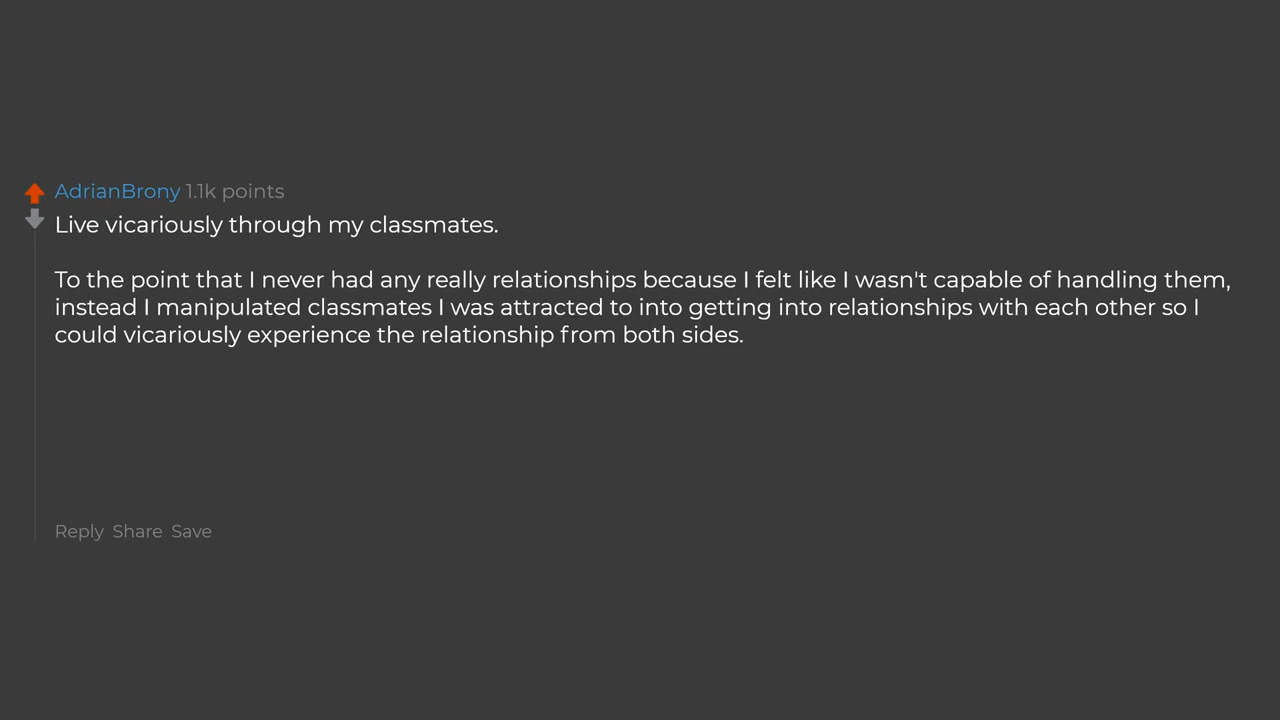 AdrianBrony 1.1k points
Live vicariously through my classmates.
To the point that I never had any really relationships because I felt like I wasn't capable of handling them,
instead I manipulated classmates I was attracted to into getting into relationships with each other so I
could vicariously experience the relationship from both sides.
Reply Share Save